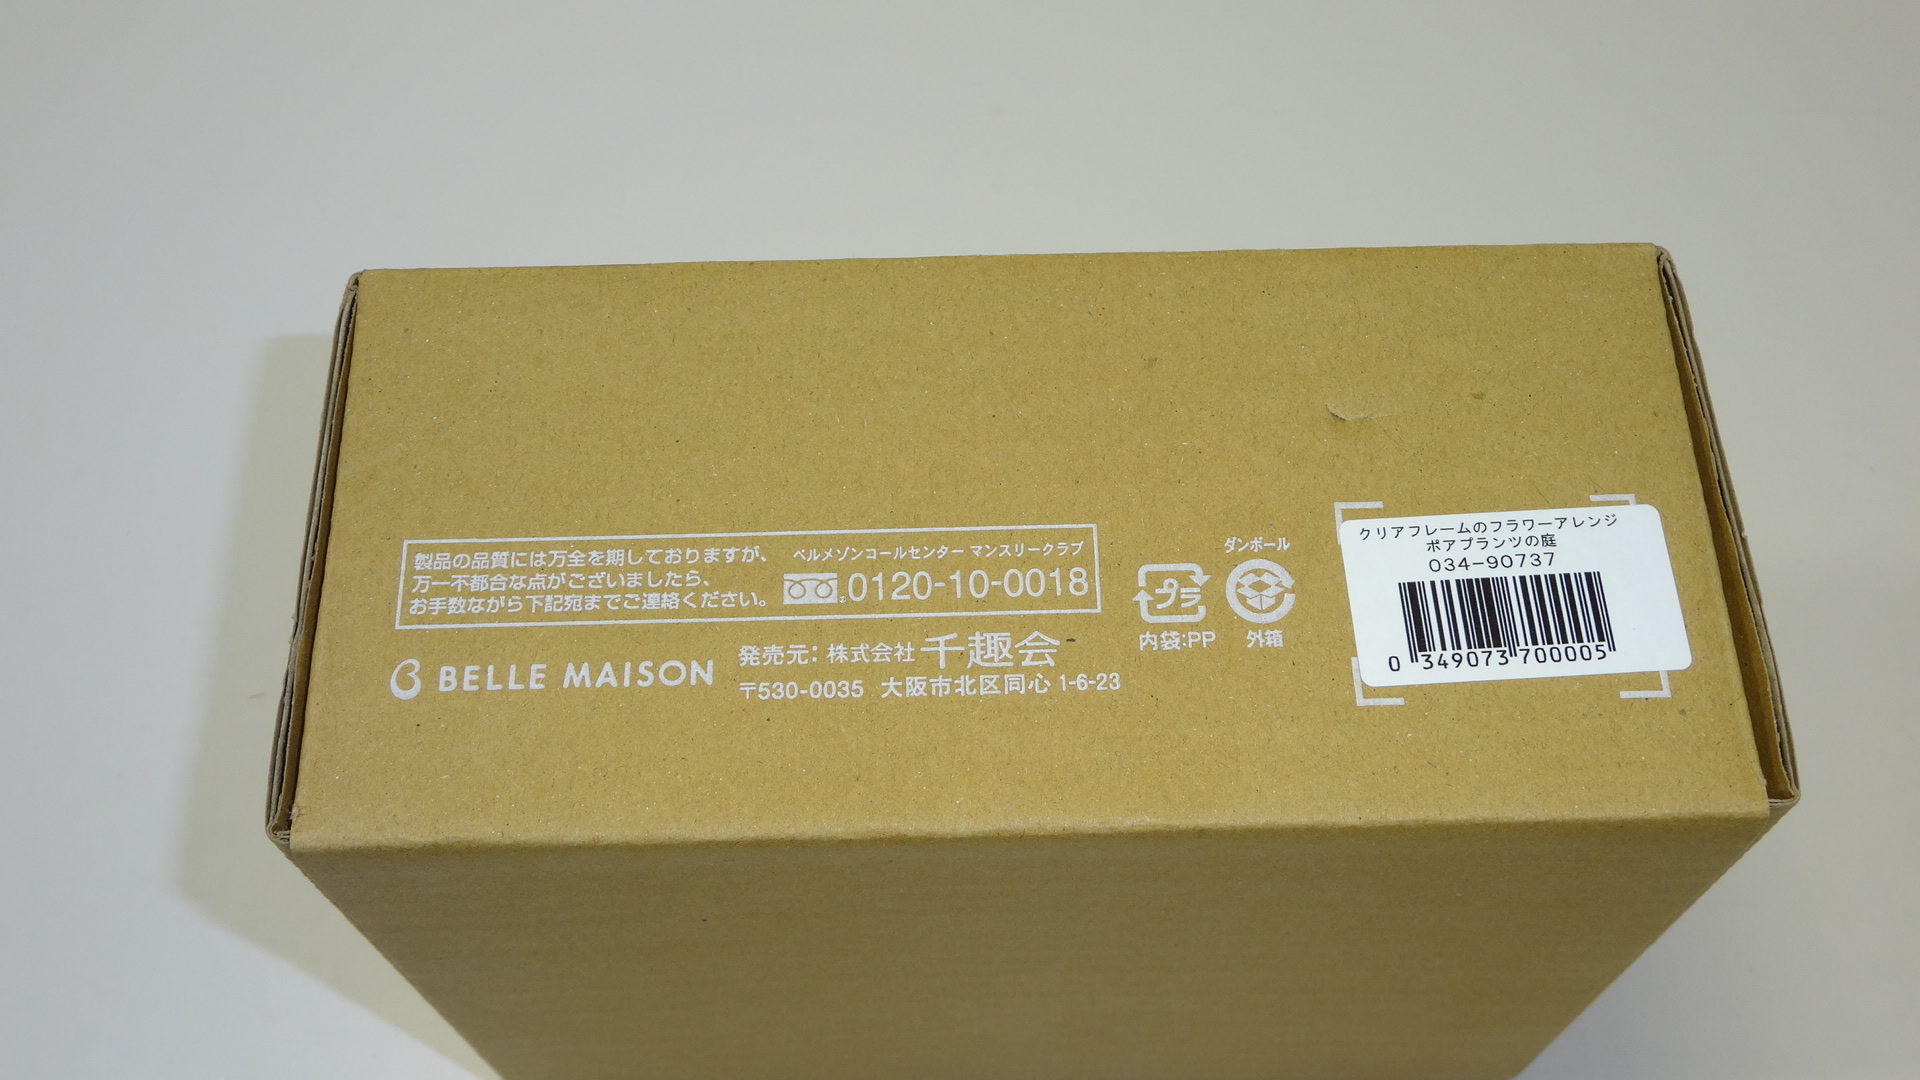 製品の品質には万全を期しておりますが、
万一不都合な点がございましたら、
お手数ながら下記宛までご連絡ください。
ベルメゾンコールセンター マンスリークラブ
0120-10-0018
BELLE MAISON
発売元：株式会社 千趣会
〒530-0035 大阪市北区同心 1-6-23
プラ
内袋:PP
ダンボール
外箱
クリアフレームのフラワーアレンジ
ポアプランツの庭
034-90737
0 349073 700005